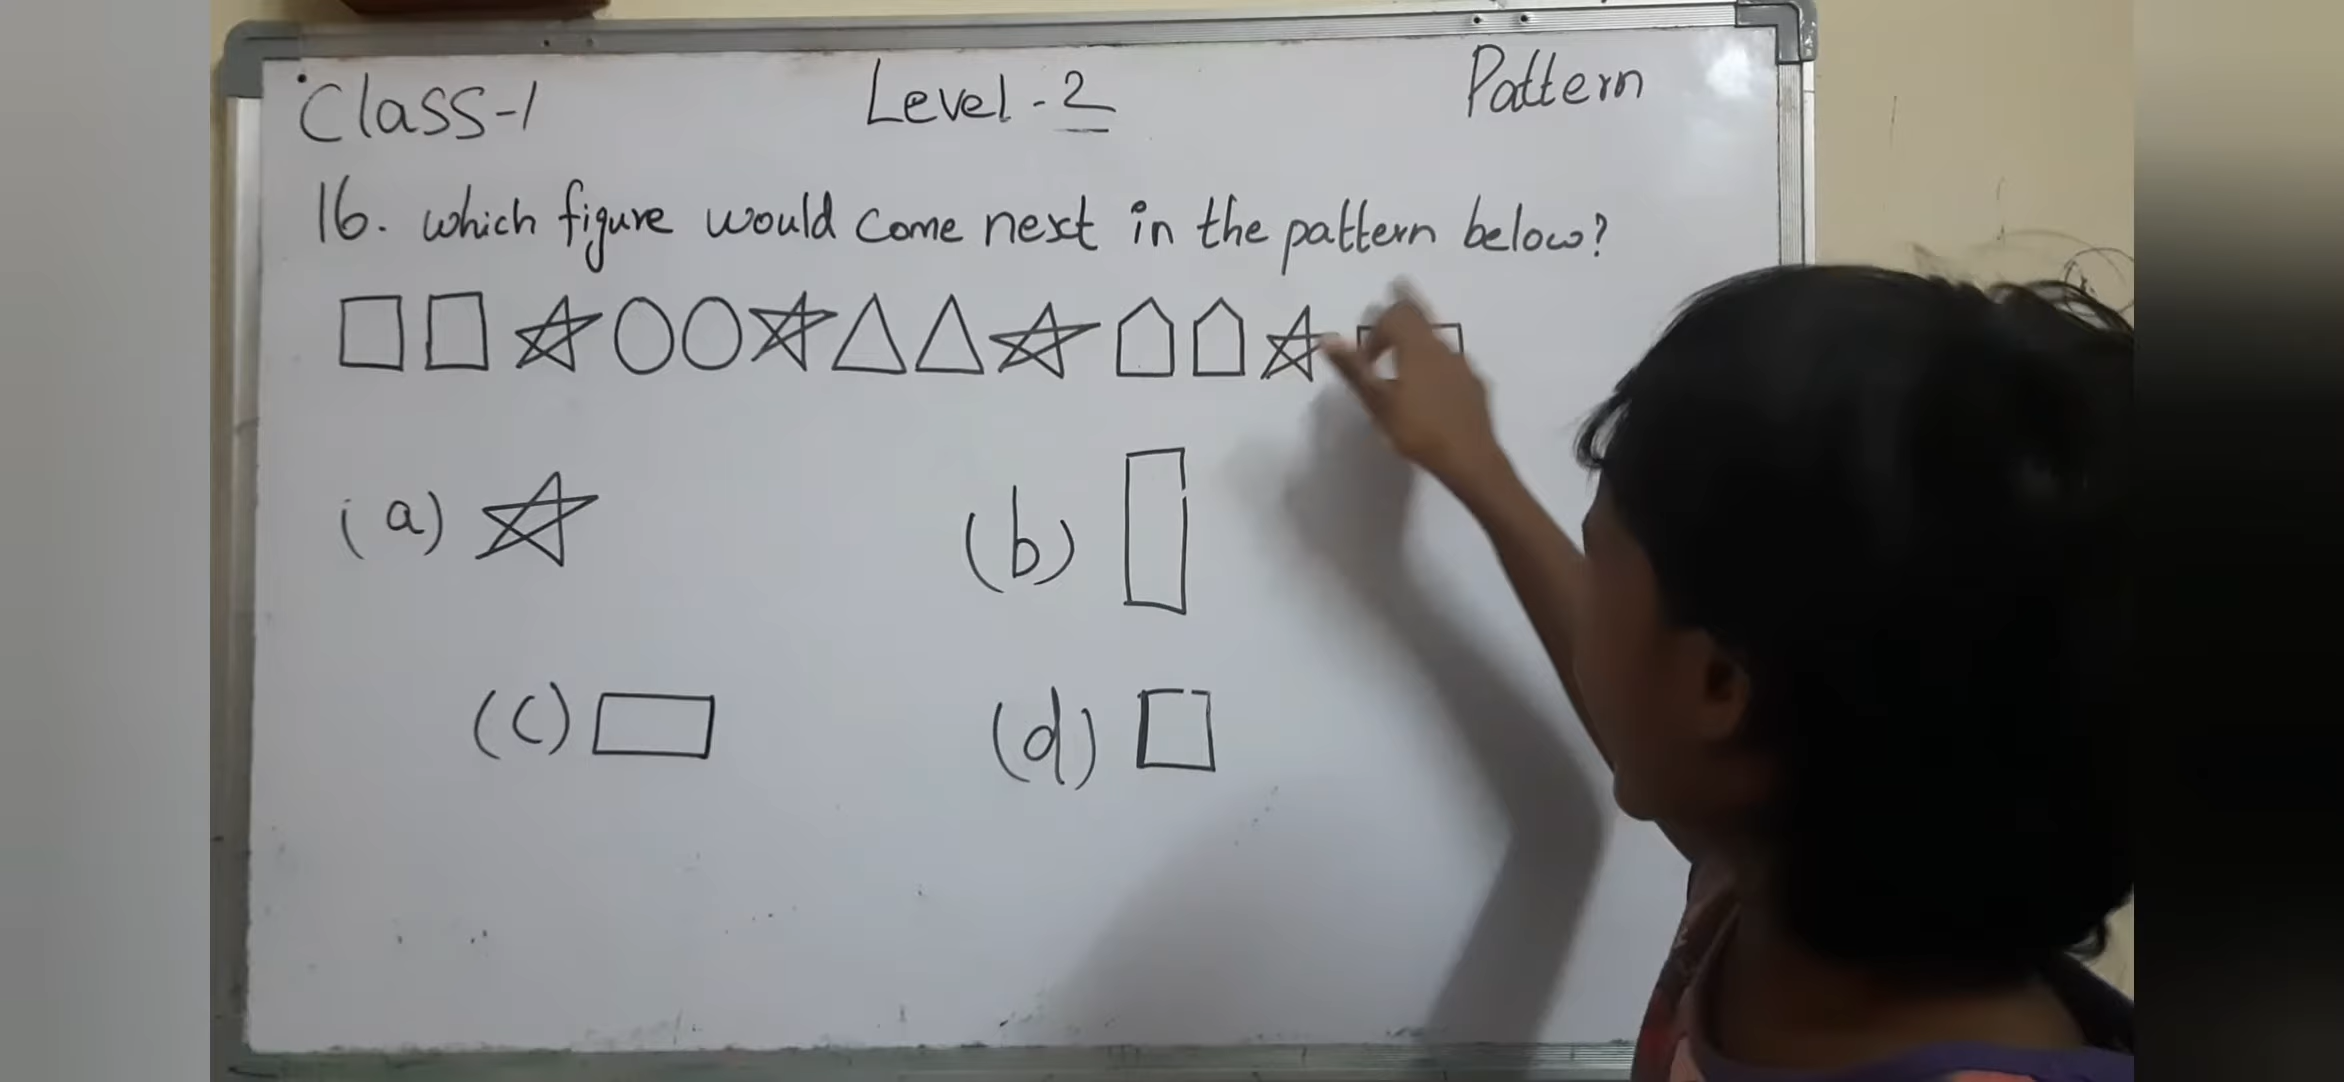 Class-1 Level-2 Pattern
16. which figure would come next in the pattern below?
(a)
(b)
(c)
(d)